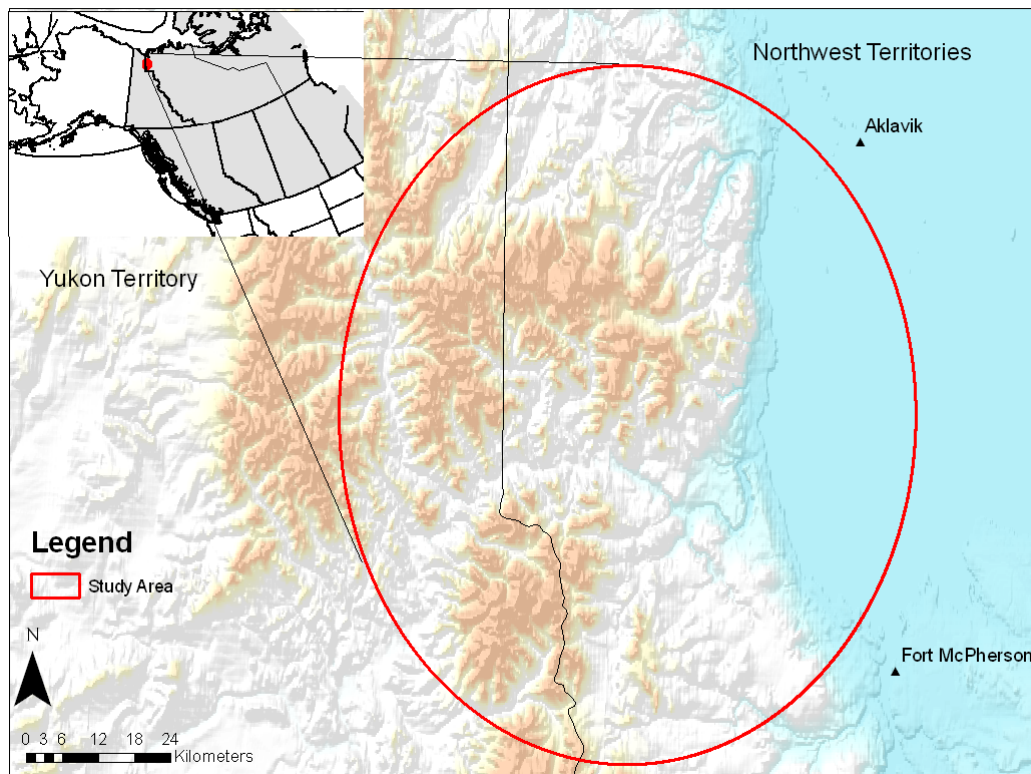 Northwest Territories
Aklavik
Yukon Territory
Legend
Study Area
N
Fort McPherson
0 3 6 12 18 24
Kilometers